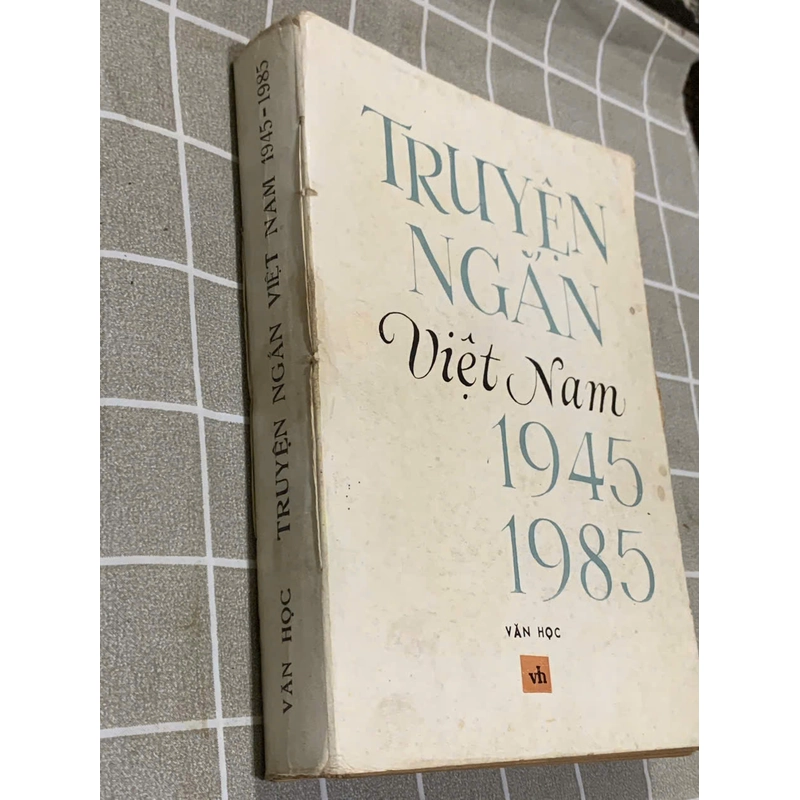 VĂN HỌC TRUYỆN NGẮN VIỆT NAM 1945-1985
TRUYỆN
NGẮN
Việt Nam
1945
1985
VĂN HỌC
vh